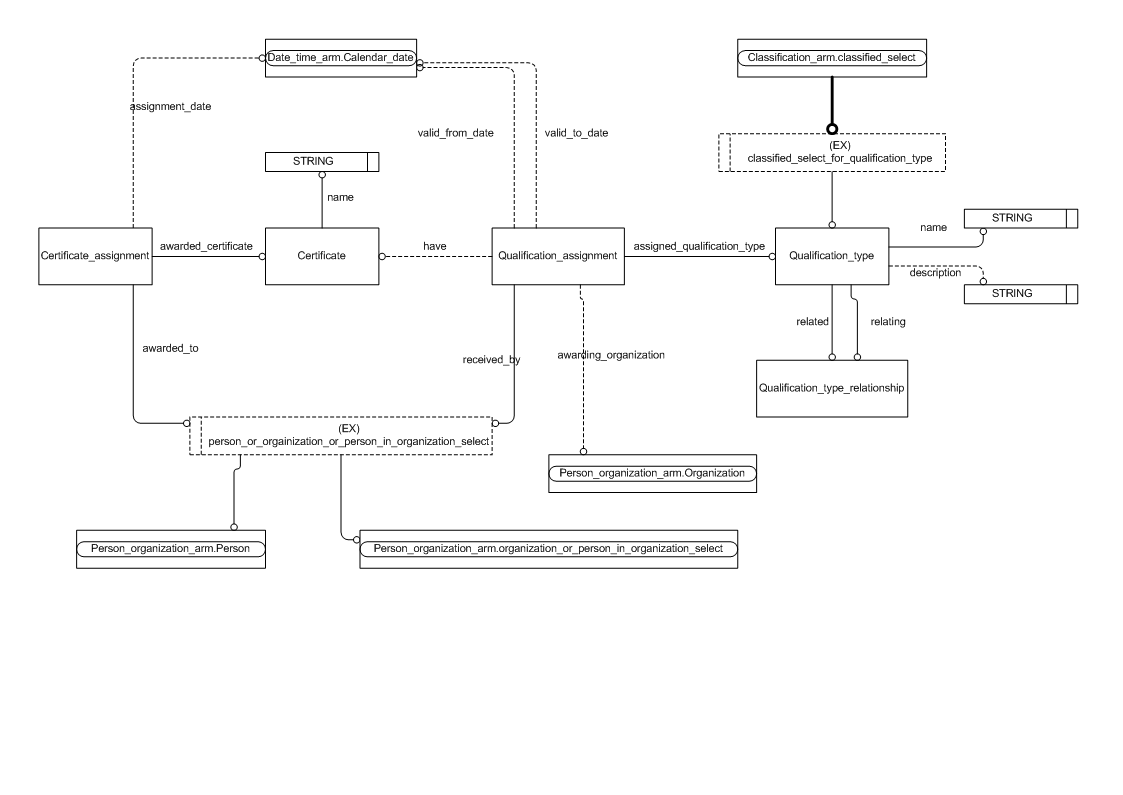 Date_time_arm.Calendar_date
Classification_arm.classified_select
assignment_date
valid_from_date
valid_to_date
(EX)
classified_select_for_qualification_type
STRING
name
STRING
name
Certificate_assignment
awarded_certificate
Certificate
have
Qualification_assignment
assigned_qualification_type
Qualification_type
description
STRING
related
relating
awarded_to
received_by
awarding_organization
Qualification_type_relationship
(EX)
person_or_orgainization_or_person_in_organization_select
Person_organization_arm.Organization
Person_organization_arm.Person
Person_organization_arm.organization_or_person_in_organization_select